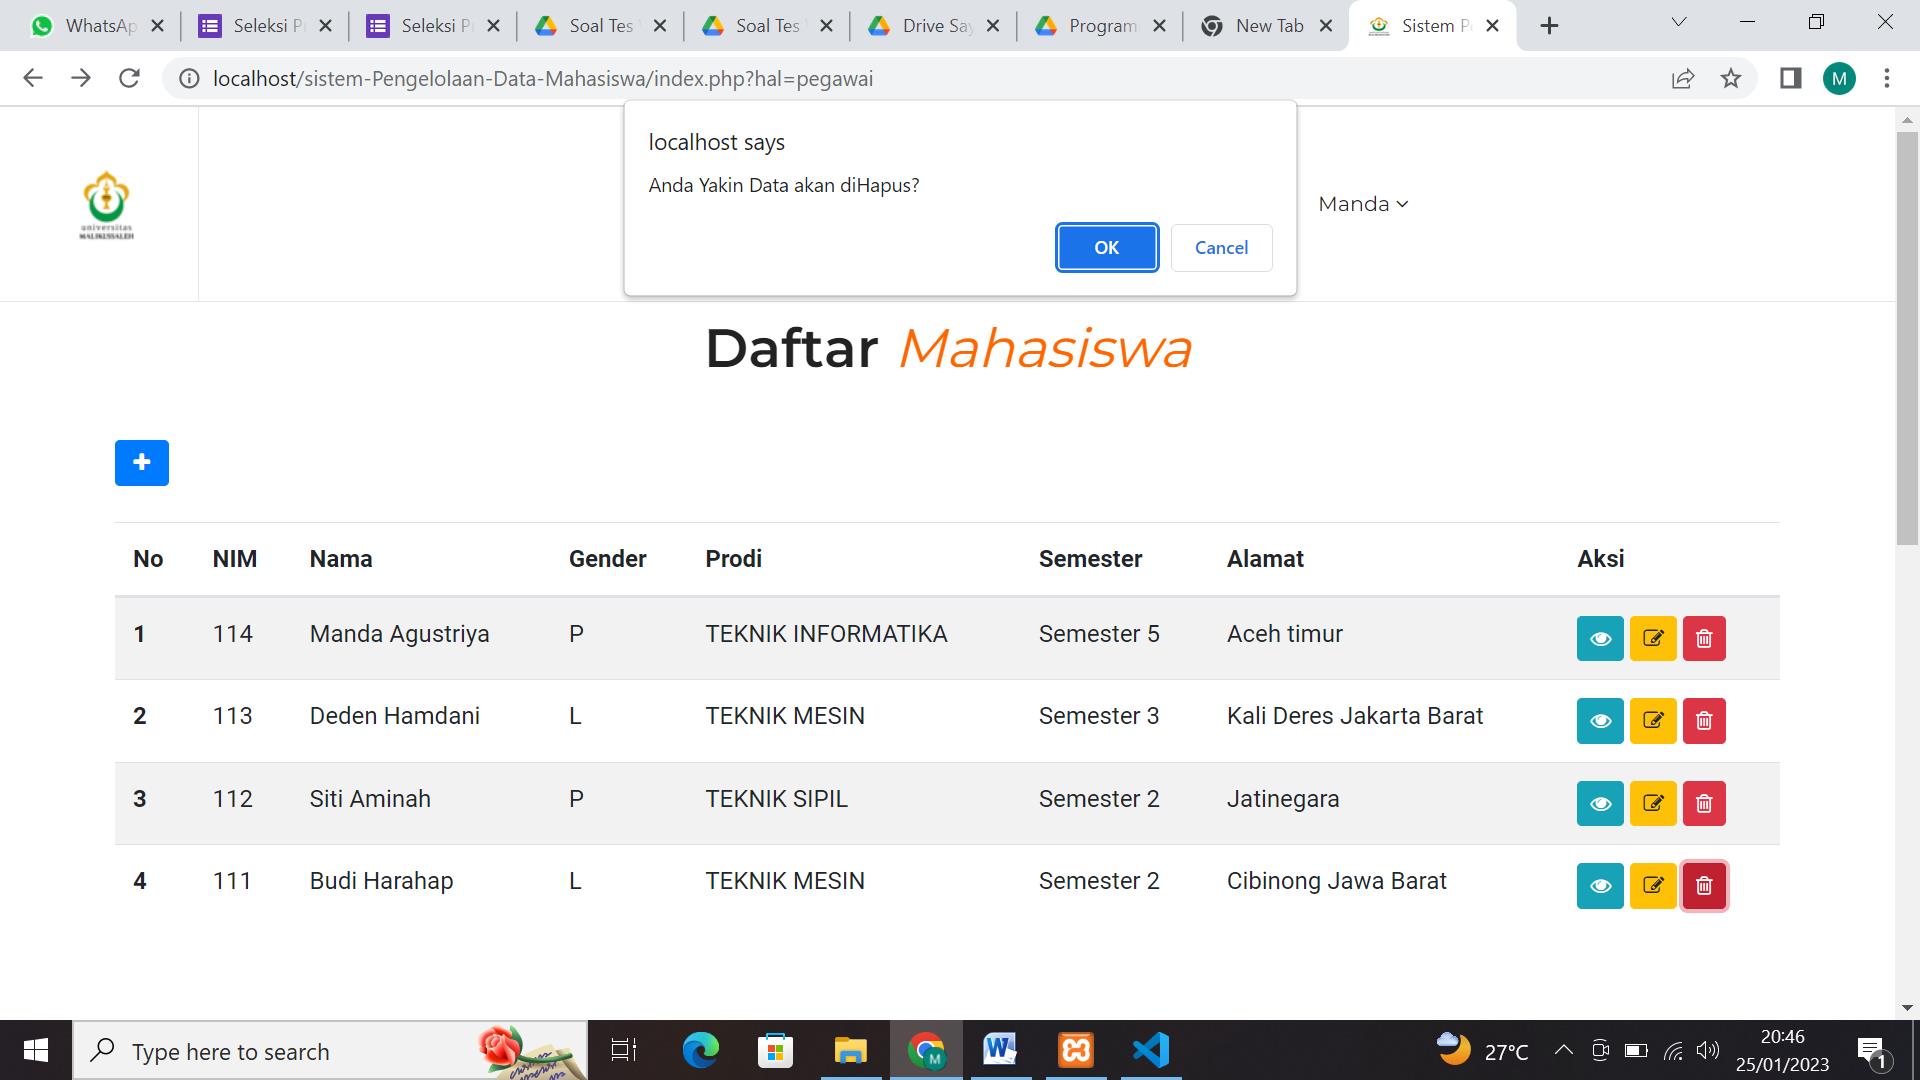 WhatsAp
Seleksi P
Seleksi P
Soal Tes
Soal Tes
Drive Say
Program
New Tab
Sistem P
localhost/sistem-Pengelolaan-Data-Mahasiswa/index.php?hal=pegawai
M
localhost says
Anda Yakin Data akan diHapus?
OK Cancel
universitas
MALIKUSSALEH
Manda
Daftar Mahasiswa
+
No NIM Nama Gender Prodi Semester Alamat Aksi
1 114 Manda Agustriya P TEKNIK INFORMATIKA Semester 5 Aceh timur
2 113 Deden Hamdani L TEKNIK MESIN Semester 3 Kali Deres Jakarta Barat
3 112 Siti Aminah P TEKNIK SIPIL Semester 2 Jatinegara
4 111 Budi Harahap L TEKNIK MESIN Semester 2 Cibinong Jawa Barat
Type here to search
M
W
27°C
20:46
25/01/2023
1